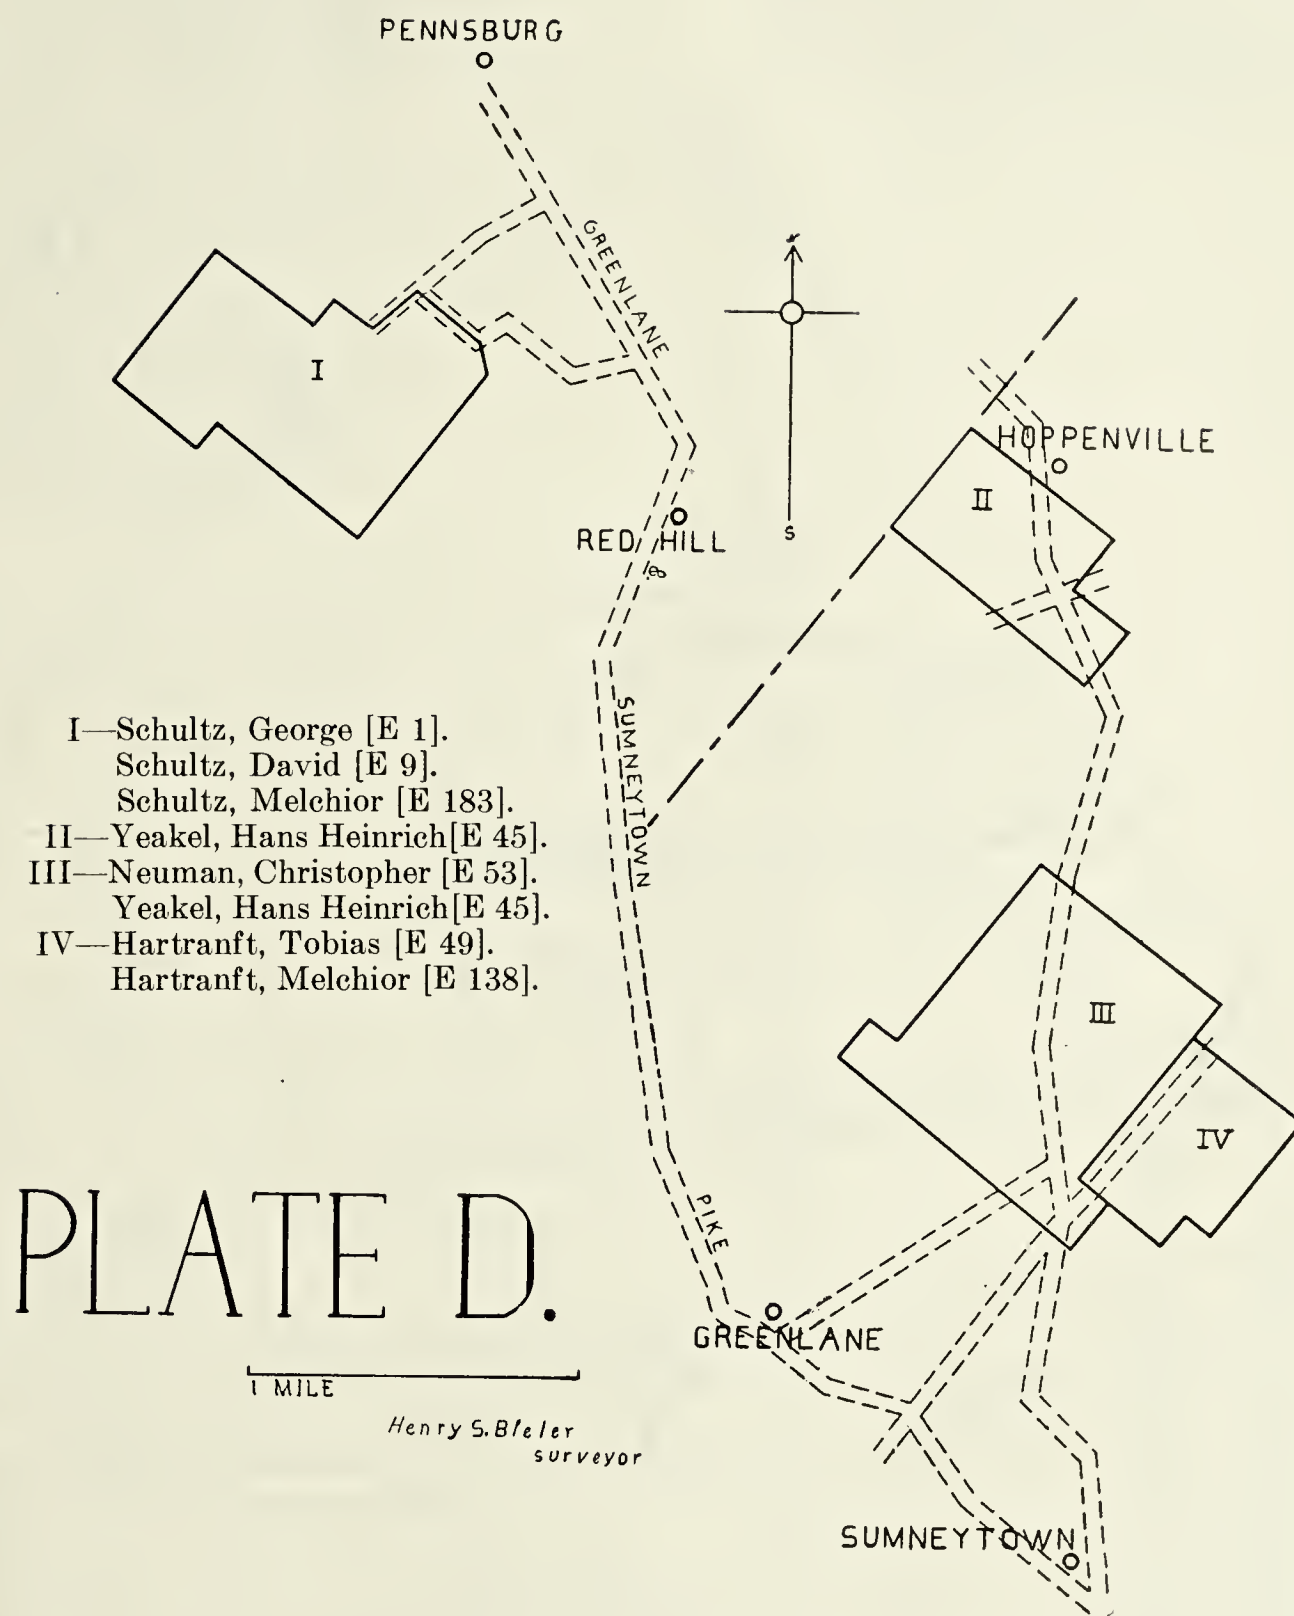 PENNSBURG
GREENLANE
I
S
HOPPENVILLE
II
RED HILL
SUMNEYTOWN
I—Schultz, George [E 1].
Schultz, David [E 9].
Schultz, Melchior [E 183].
II—Yeakel, Hans Heinrich[E 45].
III—Neuman, Christopher [E 53].
Yeakel, Hans Heinrich[E 45].
IV—Hartranft, Tobias [E 49].
Hartranft, Melchior [E 138].
III
IV
PIKE
PLATE D.
GREENLANE
1 MILE
Henry S. Bieler
surveyor
SUMNEYTOWN